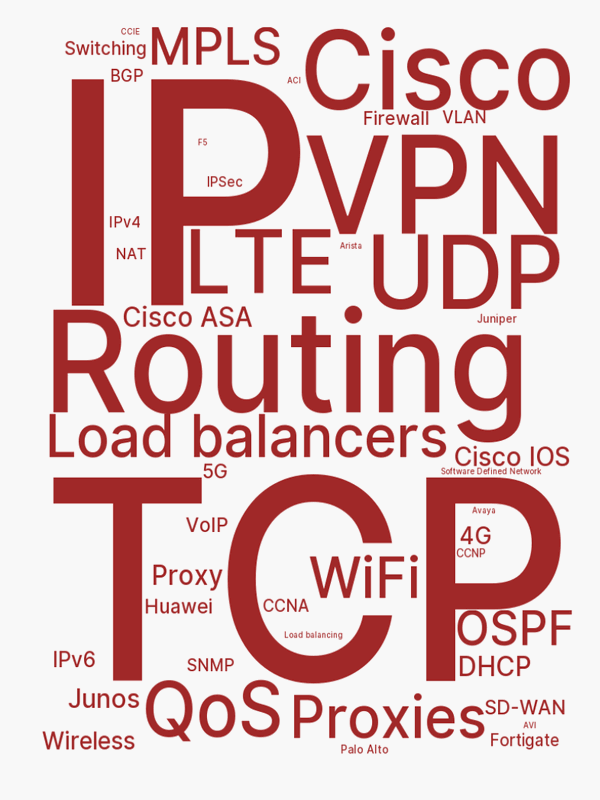 CCIE
Switching
MPLS
Cisco
BGP
ACI
Firewall
VLAN
IP
F5
VPN
IPSec
IPv4
NAT
LTE
Arista
UDP
Cisco ASA
Juniper
Routing
Load balancers
Cisco IOS
5G
Software Defined Network
TCP
Avaya
VoIP
4G
CCNP
WiFi
Proxy
Huawei
CCNA
OSPF
Load balancing
IPv6
SNMP
DHCP
Junos
QoS
Proxies
SD-WAN
AVI
Wireless
Fortigate
Palo Alto